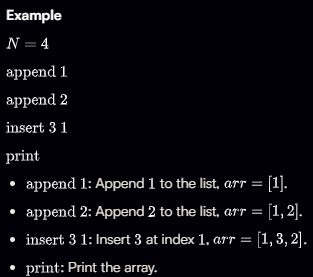 Example
N = 4
append 1
append 2
insert 3 1
print
• append 1: Append 1 to the list, arr = [1].
• append 2: Append 2 to the list, arr = [1, 2].
• insert 3 1: Insert 3 at index 1, arr = [1, 3, 2].
• print: Print the array.